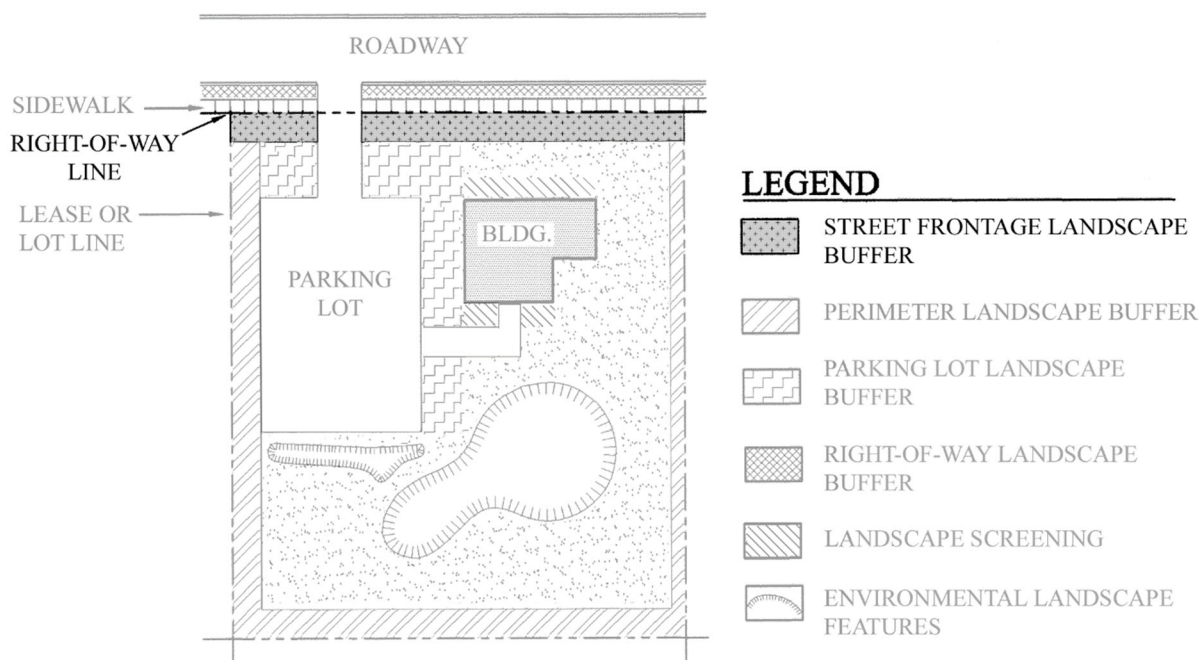 ROADWAY
SIDEWALK
RIGHT-OF-WAY
LINE
LEASE OR
LOT LINE
PARKING
LOT
BLDG.
LEGEND
STREET FRONTAGE LANDSCAPE
BUFFER
PERIMETER LANDSCAPE BUFFER
PARKING LOT LANDSCAPE
BUFFER
RIGHT-OF-WAY LANDSCAPE
BUFFER
LANDSCAPE SCREENING
ENVIRONMENTAL LANDSCAPE
FEATURES